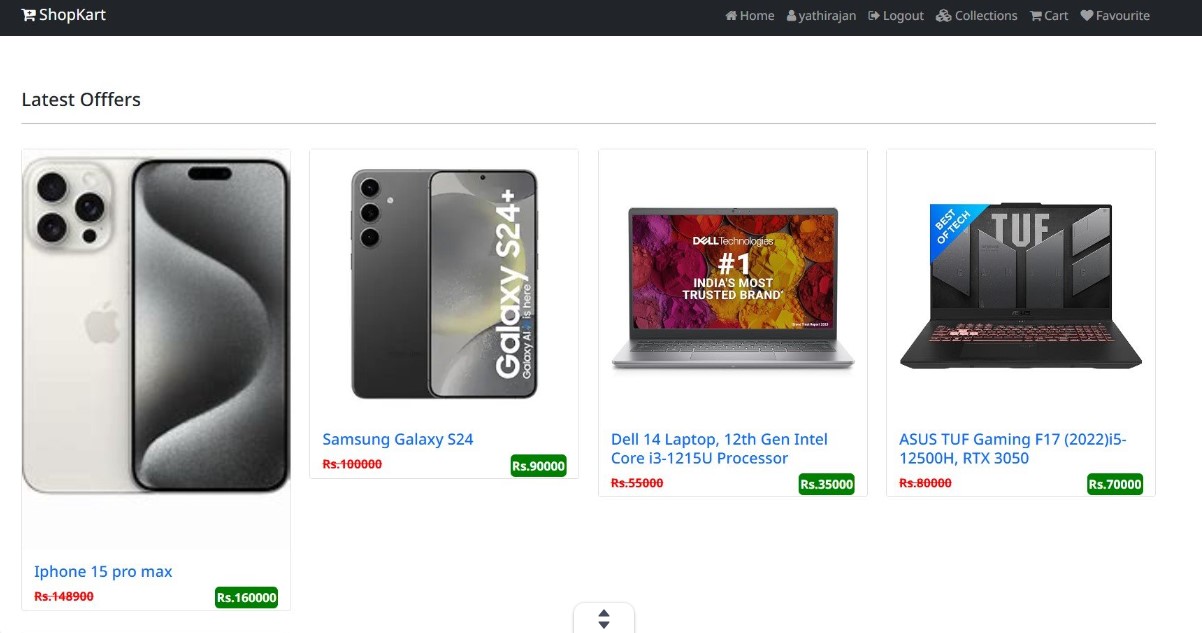 ShopKart
Home yathirajan Logout Collections Cart Favourite
Latest Offfers
Galaxy S24+
Galaxy AI is here
DELLTechnologies
#1
INDIA'S MOST
TRUSTED BRAND*
BEST
OF TECH
TUF
Samsung Galaxy S24
Rs.100000 Rs.90000
Dell 14 Laptop, 12th Gen Intel
Core i3-1215U Processor
Rs.55000 Rs.35000
ASUS TUF Gaming F17 (2022)i5-
12500H, RTX 3050
Rs.80000 Rs.70000
Iphone 15 pro max
Rs.148900 Rs.160000